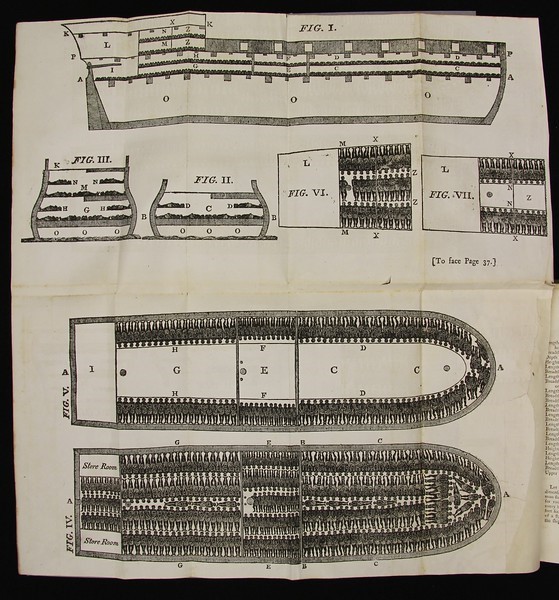 FIG. I.
X
K
K
N
Z
L
M
Z
P
F
D
P
I
H
C
A
A
O
O
O
FIG. III.
K
M
N
N
H
G
H
O
O
O
FIG. II.
D
C
D
B
B
O
O
O
M
X
L
FIG. VI.
Z
Z
M
X
X
L
N
FIG. VII.
Z
N
X
[To face Page 37.]
FIG. V.
A
I
H
G
H
F
E
F
D
C
C
D
A
FIG. IV.
G
E
B
C
Store Room
A
A
Store Room
G
E
B
C